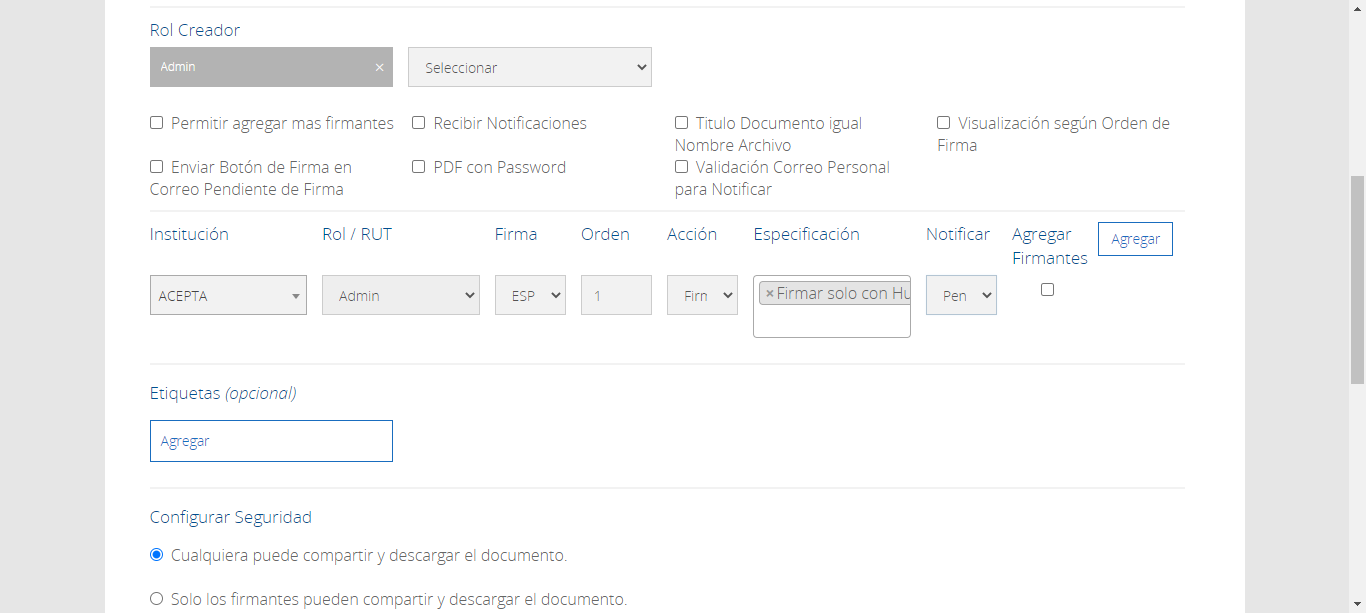 Rol Creador
Admin × Seleccionar
Permitir agregar mas firmantes
Recibir Notificaciones
Titulo Documento igual
Nombre Archivo
Visualización según Orden de
Firma
Enviar Botón de Firma en
Correo Pendiente de Firma
PDF con Password
Validación Correo Personal
para Notificar
Institución Rol / RUT Firma Orden Acción Especificación Notificar Agregar
Firmantes
Agregar
ACEPTA Admin ESP 1 Firn ×Firmar solo con Hu Pen
Etiquetas (opcional)
Agregar
Configurar Seguridad
Cualquiera puede compartir y descargar el documento.
Solo los firmantes pueden compartir y descargar el documento.